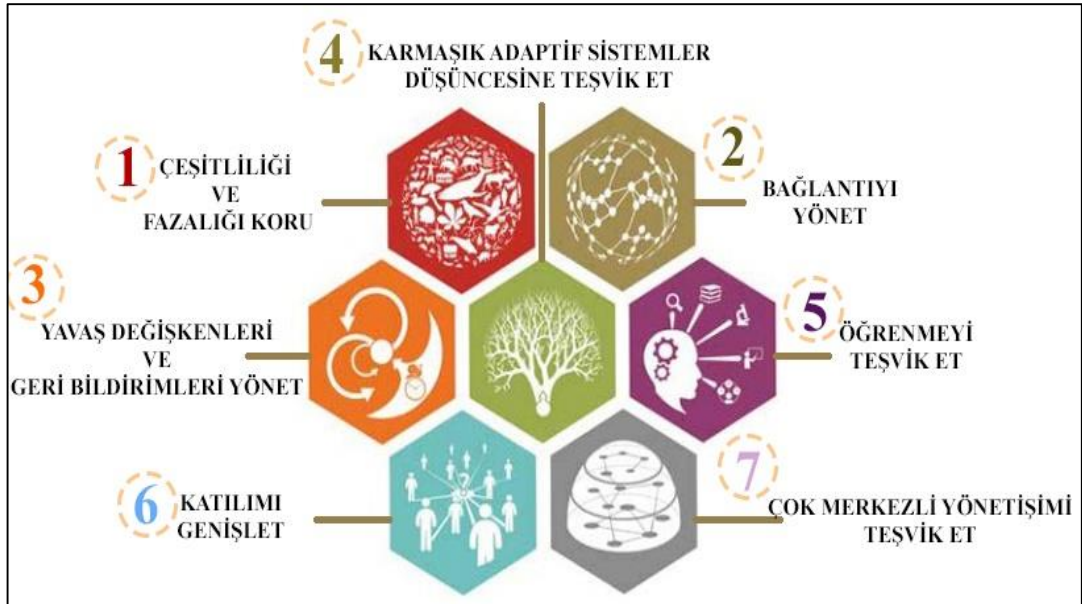 4
KARMAŞIK ADAPTİF SİSTEMLER
DÜŞÜNCESİNE TEŞVİK ET
1
ÇEŞİTLİLİĞİ
VE
FAZALIĞI KORU
2
BAĞLANTIYI
YÖNET
3
YAVAŞ DEĞİŞKENLERİ
VE
GERİ BİLDİRİMLERİ YÖNET
5
ÖĞRENMEYİ
TEŞVİK ET
6
KATILIMI
GENİŞLET
?
7
ÇOK MERKEZLİ YÖNETİŞİMİ
TEŞVİK ET